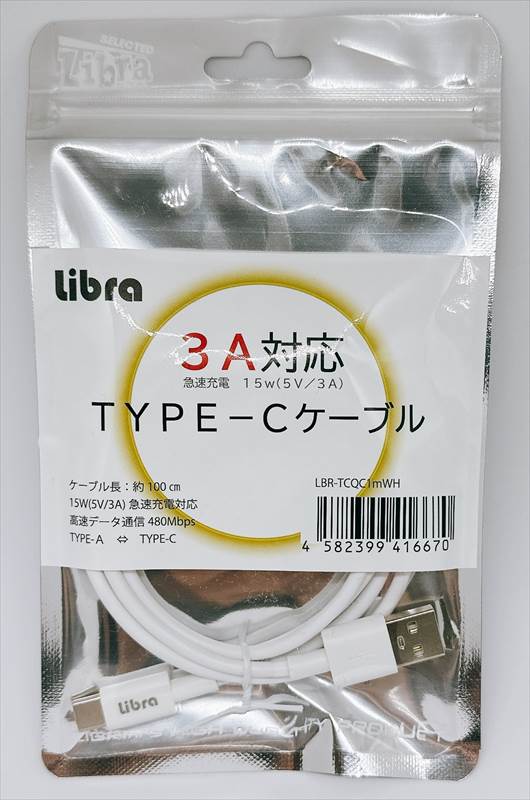 SELECTED
Libra
Libra
3A対応
急速充電 15w(5V/3A)
TYPE-Cケーブル
ケーブル長：約100㎝
15W(5V/3A) 急速充電対応
高速データ通信 480Mbps
TYPE-A ⇔ TYPE-C
LBR-TCQC1mWH
4 582399 416670
Libra
QUALITY PRODUCT